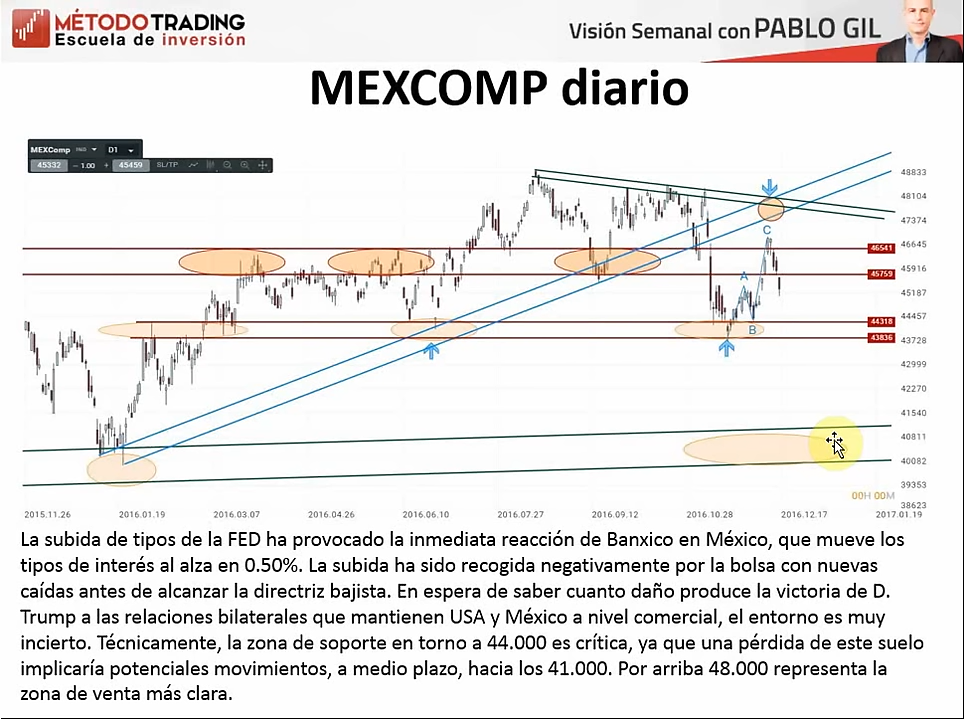 MÉTODOTRADING
Escuela de inversión
Visión Semanal con PABLO GIL
MEXCOMP diario
MEXComp D1
45332 - 1.00 + 45459 SL/TP
48833
48104
47374
46645
46541
45916
45759
45187
44457
44318
43836
43728
42999
42270
41540
40811
40082
39353
38623
A
B
C
00H 00M
2015.11.26 2016.01.19 2016.03.07 2016.04.26 2016.06.10 2016.07.27 2016.09.12 2016.10.28 2016.12.17 2017.01.19
La subida de tipos de la FED ha provocado la inmediata reacción de Banxico en México, que mueve los
tipos de interés al alza en 0.50%. La subida ha sido recogida negativamente por la bolsa con nuevas
caídas antes de alcanzar la directriz bajista. En espera de saber cuanto daño produce la victoria de D.
Trump a las relaciones bilaterales que mantienen USA y México a nivel comercial, el entorno es muy
incierto. Técnicamente, la zona de soporte en torno a 44.000 es crítica, ya que una pérdida de este suelo
implicaría potenciales movimientos, a medio plazo, hacia los 41.000. Por arriba 48.000 representa la
zona de venta más clara.